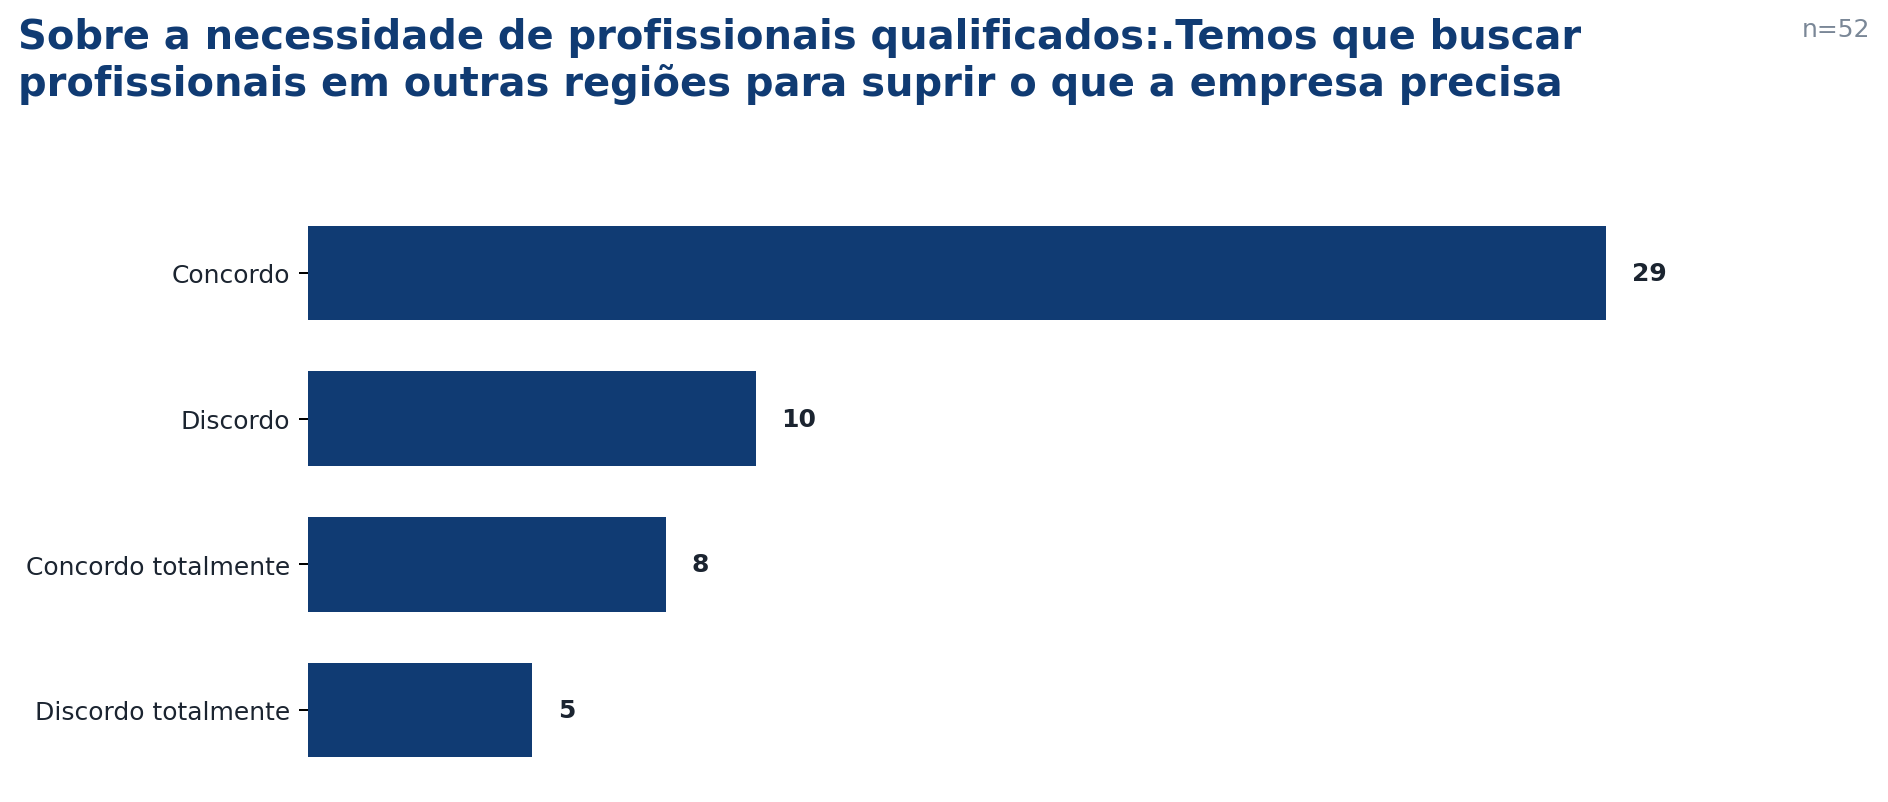 Sobre a necessidade de profissionais qualificados:.Temos que buscar
profissionais em outras regiões para suprir o que a empresa precisa
n=52
Concordo 29
Discordo 10
Concordo totalmente 8
Discordo totalmente 5